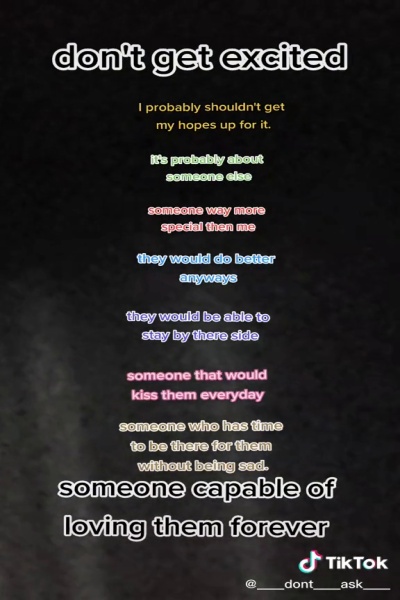 don't get excited
I probably shouldn't get
my hopes up for it.
it's probably about
someone else
someone way more
special then me
they would do better
anyways
they would be able to
stay by there side
someone that would
kiss them everyday
someone who has time
to be there for them
without being sad.
someone capable of
loving them forever
TikTok
@____dont____ask____